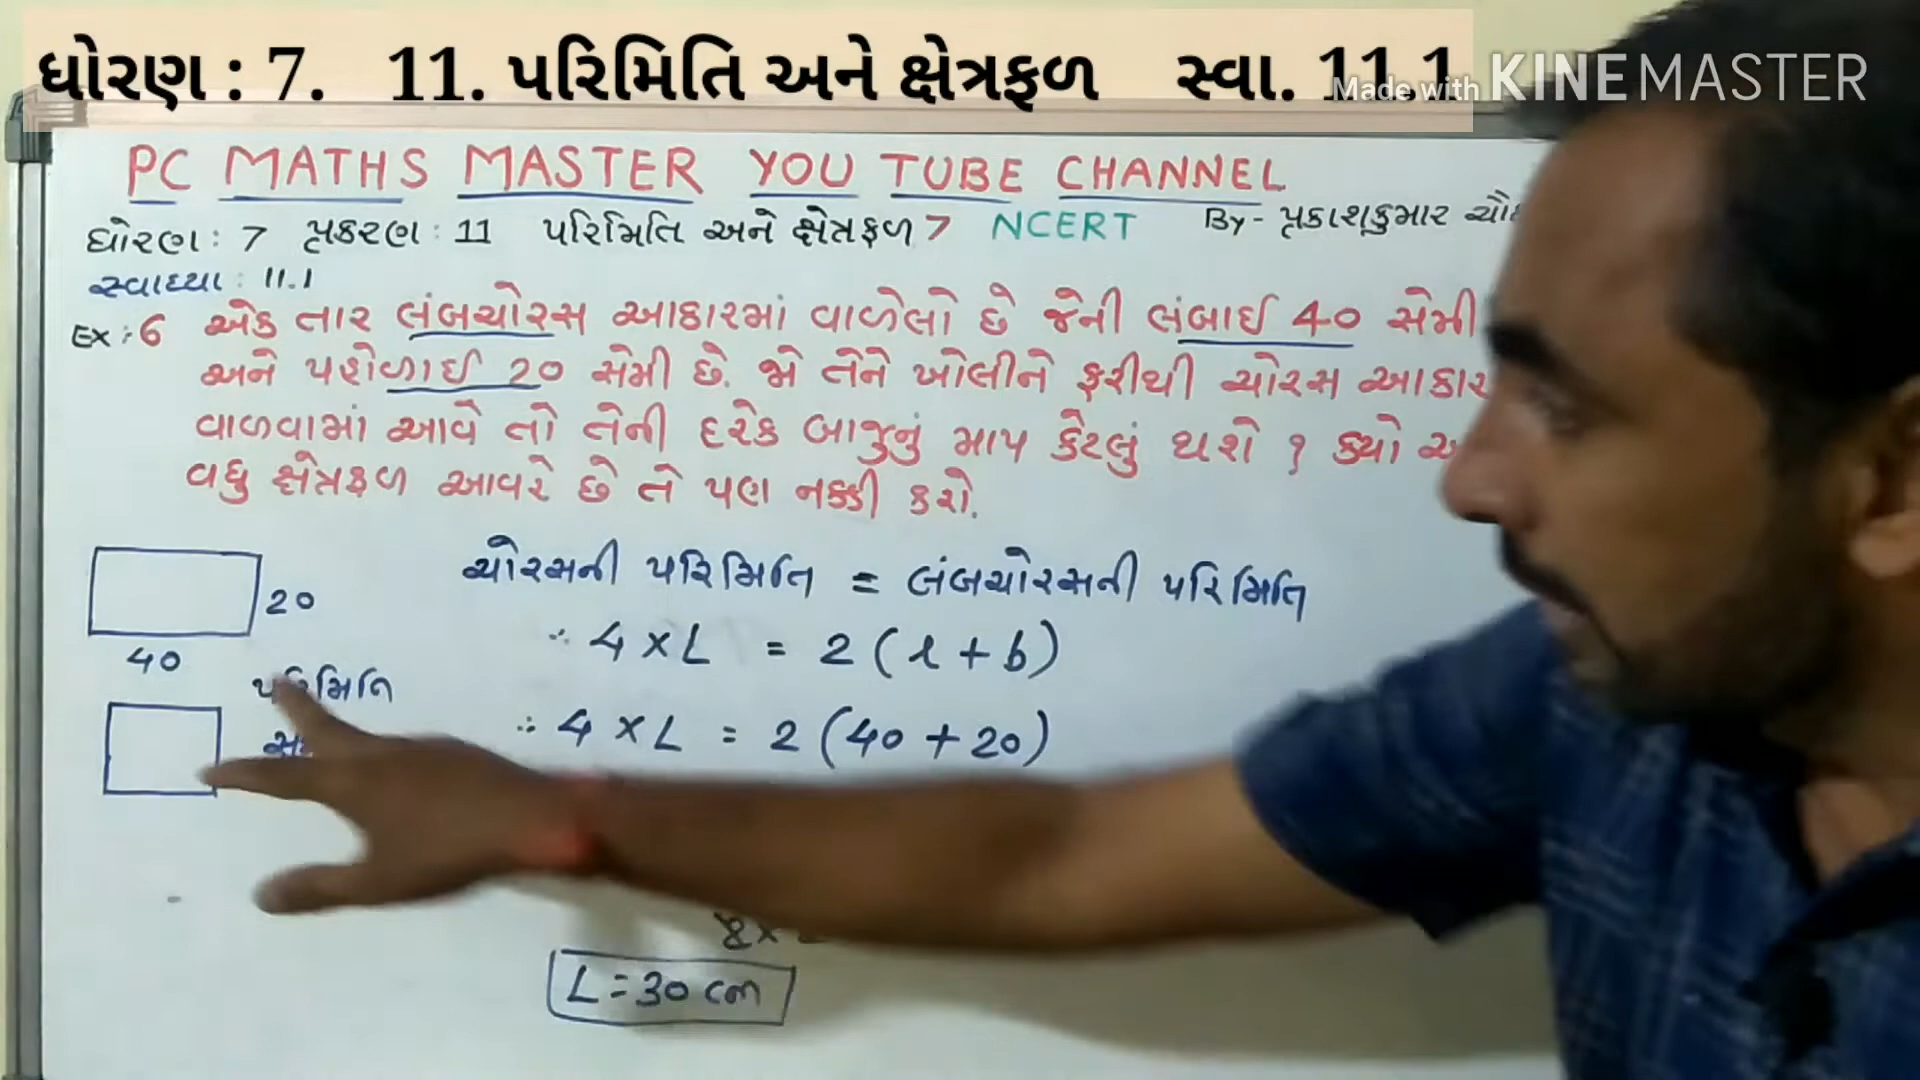 ધોરણ : 7. 11. પરિમિતિ અને ક્ષેત્રફળ સ્વા. 11.1
Made with KINEMASTER
PC MATHS MASTER YOU TUBE CHANNEL
ધોરણ : 7 પ્રકરણ : 11 પરિમિતિ અને ક્ષેત્રફળ 7 NCERT By - પ્રકાશકુમાર
સ્વાધ્યા : 11.1
Ex : 6 એક તાર લંબચોરસ આકારમાં વાળેલો છે જેની લંબાઈ 40 સેમી
અને પહોળાઈ 20 સેમી છે. જો તેને ખોલીને ફરીથી ચોરસ આકાર
વાળવામાં આવે તો તેની દરેક બાજુનું માપ કેટલું થશે ? ક્યો
વધુ ક્ષેત્રફળ આવરે છે તે પણ નક્કી કરો.
20
40
પરિમિતિ
ચોરસની પરિમિતિ = લંબચોરસની પરિમિતિ
∴ 4 × L = 2 ( l + b )
∴ 4 × L = 2 ( 40 + 20 )
L = 30 cm